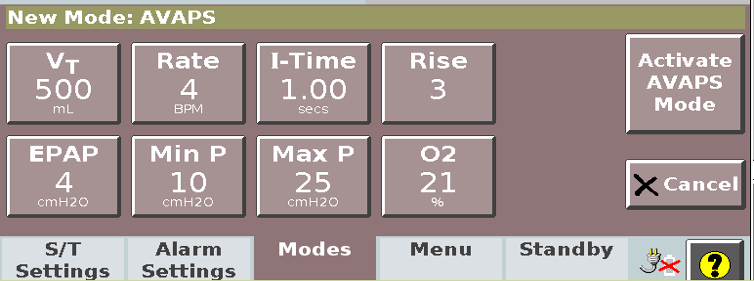 New Mode: AVAPS
VT Rate I-Time Rise
500 4 1.00 3
mL BPM secs
Activate
AVAPS
Mode
EPAP Min P Max P O2
4 10 25 21
cmH2O cmH2O cmH2O %
Cancel
S/T Settings
Alarm Settings
Modes
Menu
Standby
?